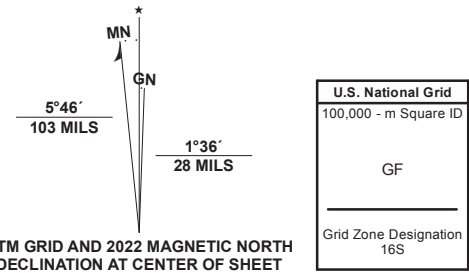 MN
GN
5°46´
103 MILS
1°36´
28 MILS
TM GRID AND 2022 MAGNETIC NORTH
DECLINATION AT CENTER OF SHEET
U.S. National Grid
100,000 - m Square ID
GF
Grid Zone Designation
16S